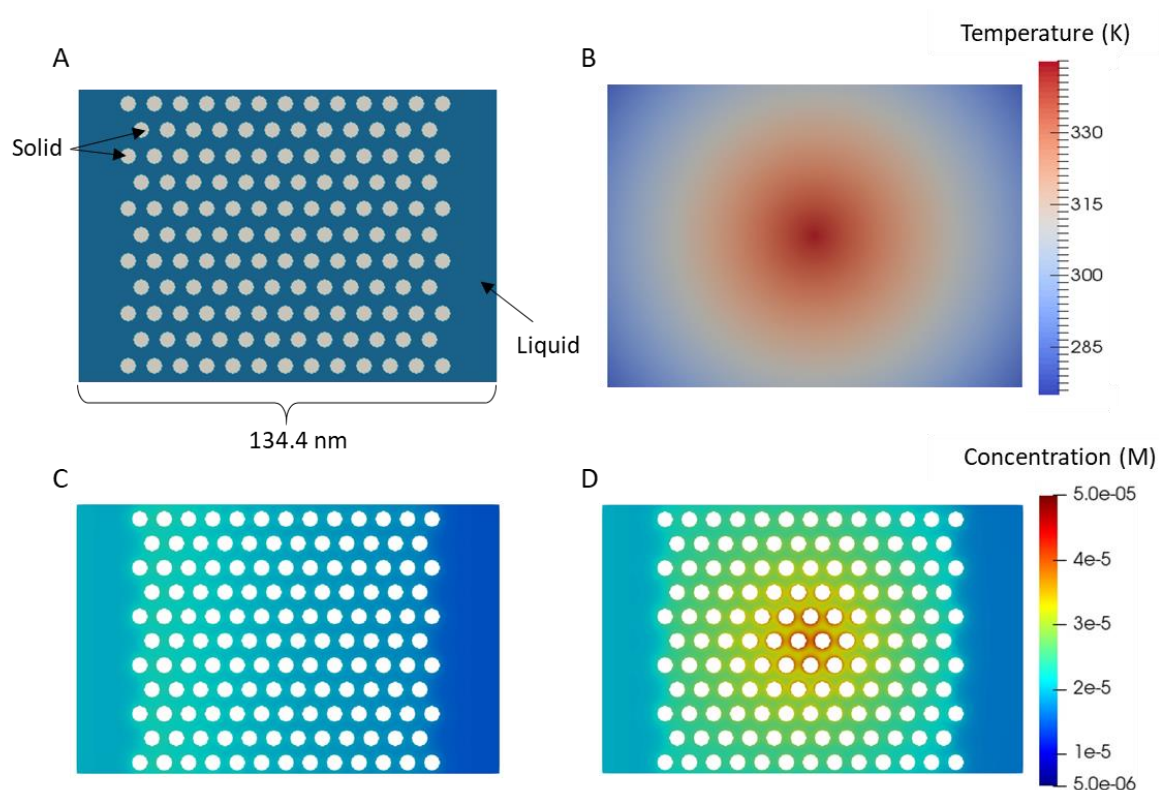 Temperature (K)
A
B
330
Solid
315
300
Liquid
285
134.4 nm
Concentration (M)
C
D
5.0e-05
4e-5
3e-5
2e-5
1e-5
5.0e-06